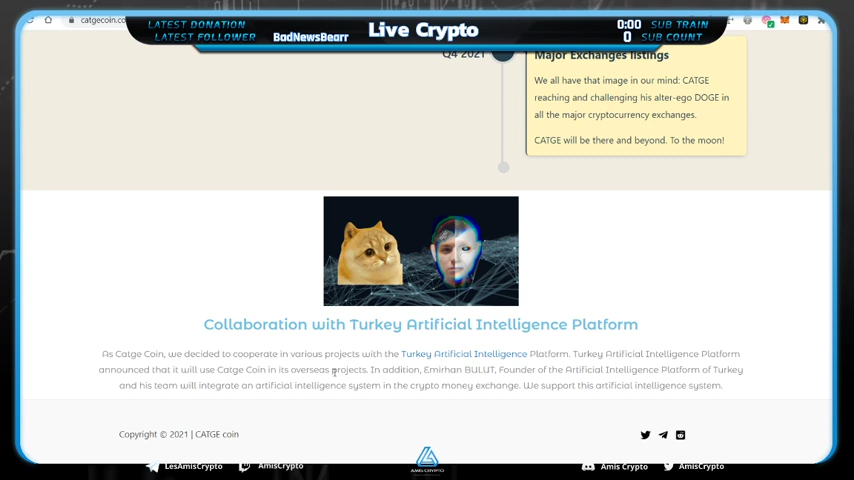 catgecoin.co
LATEST DONATION
LATEST FOLLOWER BadNewsBearr
Live Crypto
0:00 SUB TRAIN
0 SUB COUNT
Q4 2021
Major Exchanges listings
We all have that image in our mind: CATGE
reaching and challenging his alter-ego DOGE in
all the major cryptocurrency exchanges.
CATGE will be there and beyond. To the moon!
Collaboration with Turkey Artificial Intelligence Platform
As Catge Coin, we decided to cooperate in various projects with the Turkey Artificial Intelligence Platform. Turkey Artificial Intelligence Platform
announced that it will use Catge Coin in its overseas projects. In addition, Emirhan BULUT, Founder of the Artificial Intelligence Platform of Turkey
and his team will integrate an artificial intelligence system in the crypto money exchange. We support this artificial intelligence system.
Copyright © 2021 | CATGE coin
LesAmisCrypto
AmisCrypto
AMIS CRYPTO
Amis Crypto
AmisCrypto